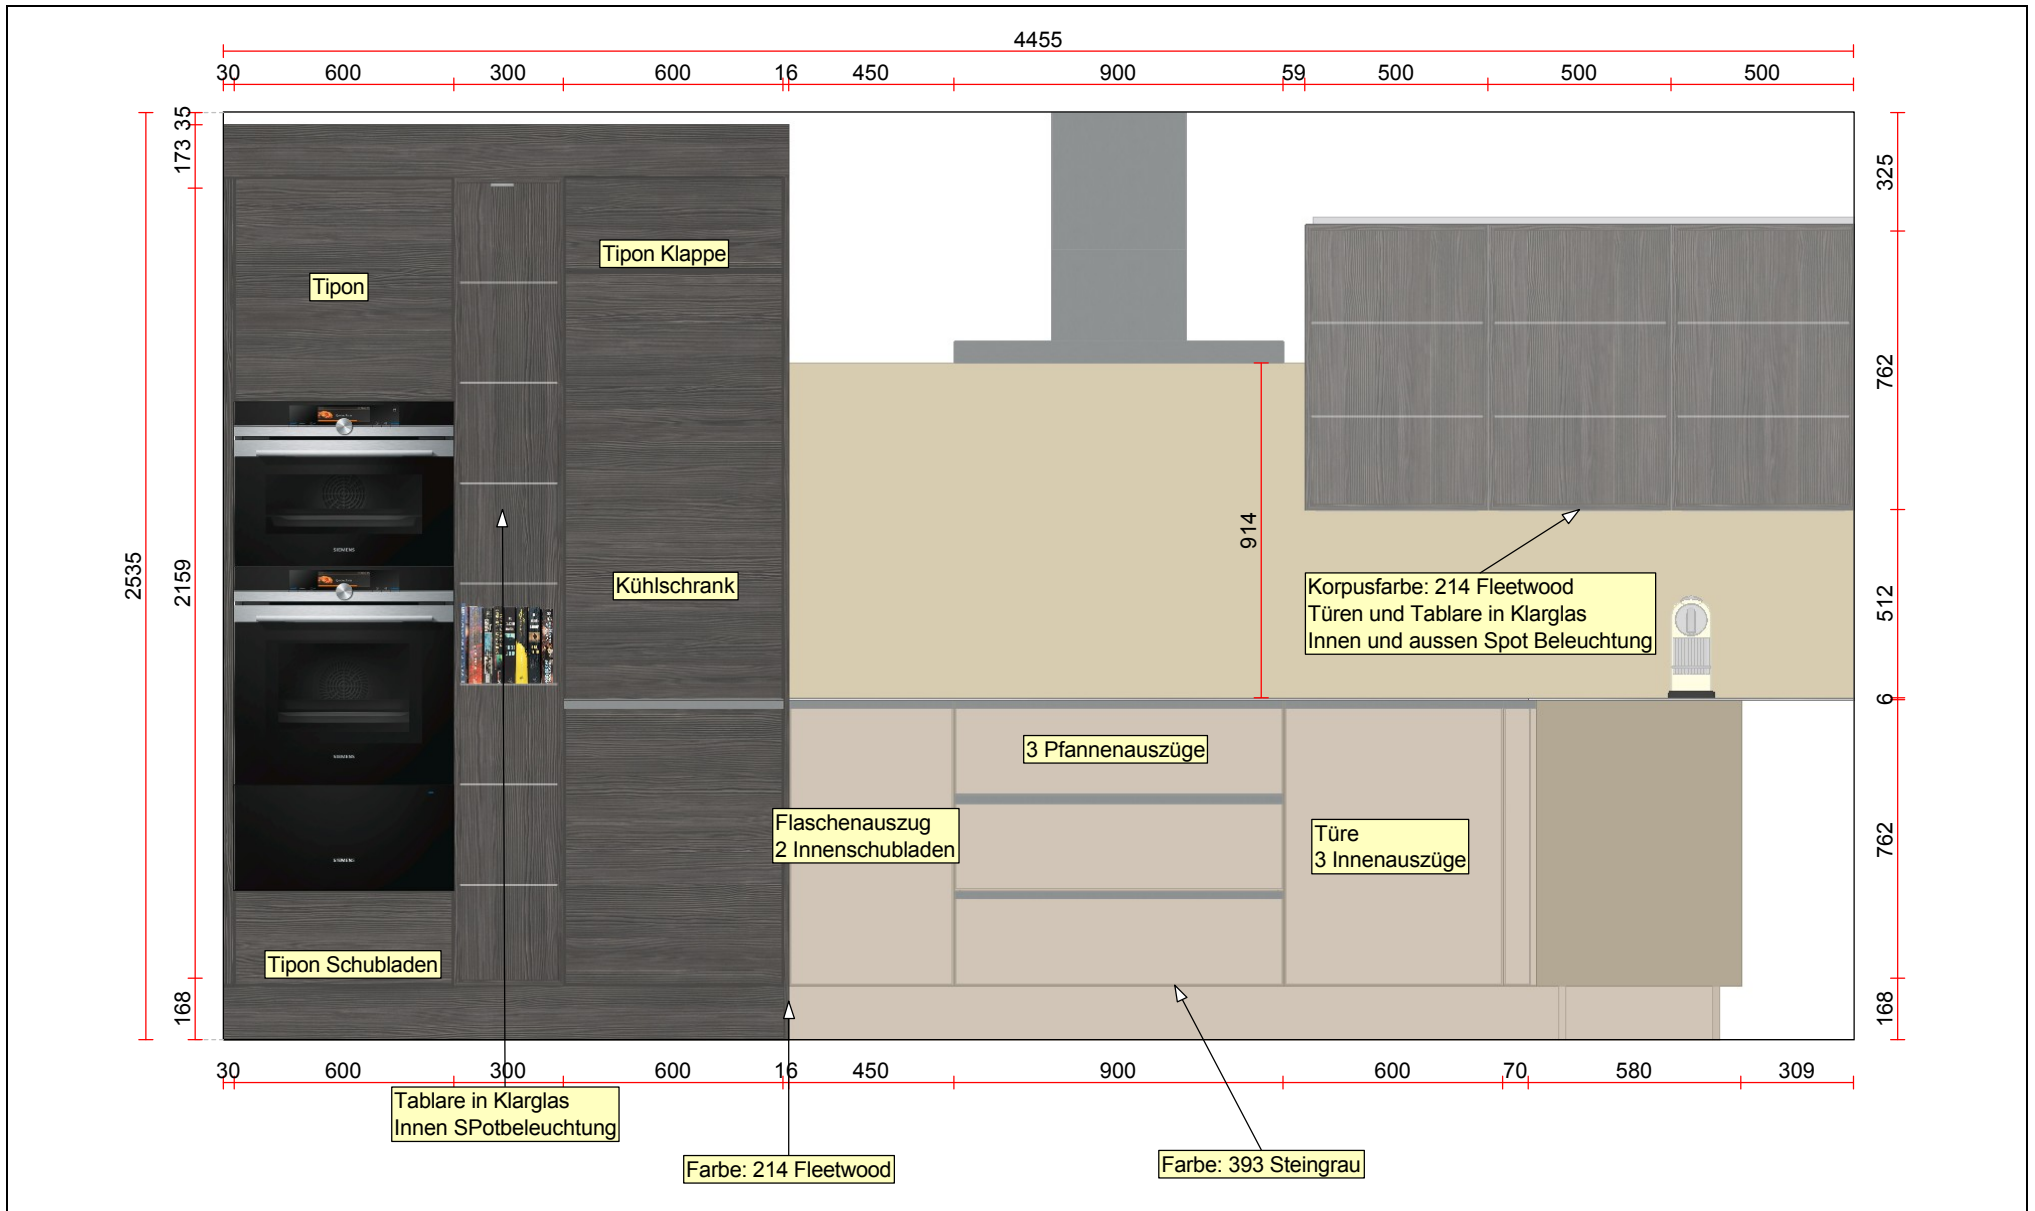 4455
30 600 300 600 16 450 900 59 500 500 500
35
173
2159
168
2535
325
762
512
6
762
168
914
Tipon
Tipon Klappe
Kühlschrank
Korpusfarbe: 214 Fleetwood
Türen und Tablare in Klarglas
Innen und aussen Spot Beleuchtung
SIEMENS
SIEMENS
SIEMENS
3 Pfannenauszüge
Flaschenauszug
2 Innenschubladen
Türe
3 Innenauszüge
Tipon Schubladen
30 600 300 600 16 450 900 600 70 580 309
Tablare in Klarglas
Innen SPotbeleuchtung
Farbe: 214 Fleetwood
Farbe: 393 Steingrau